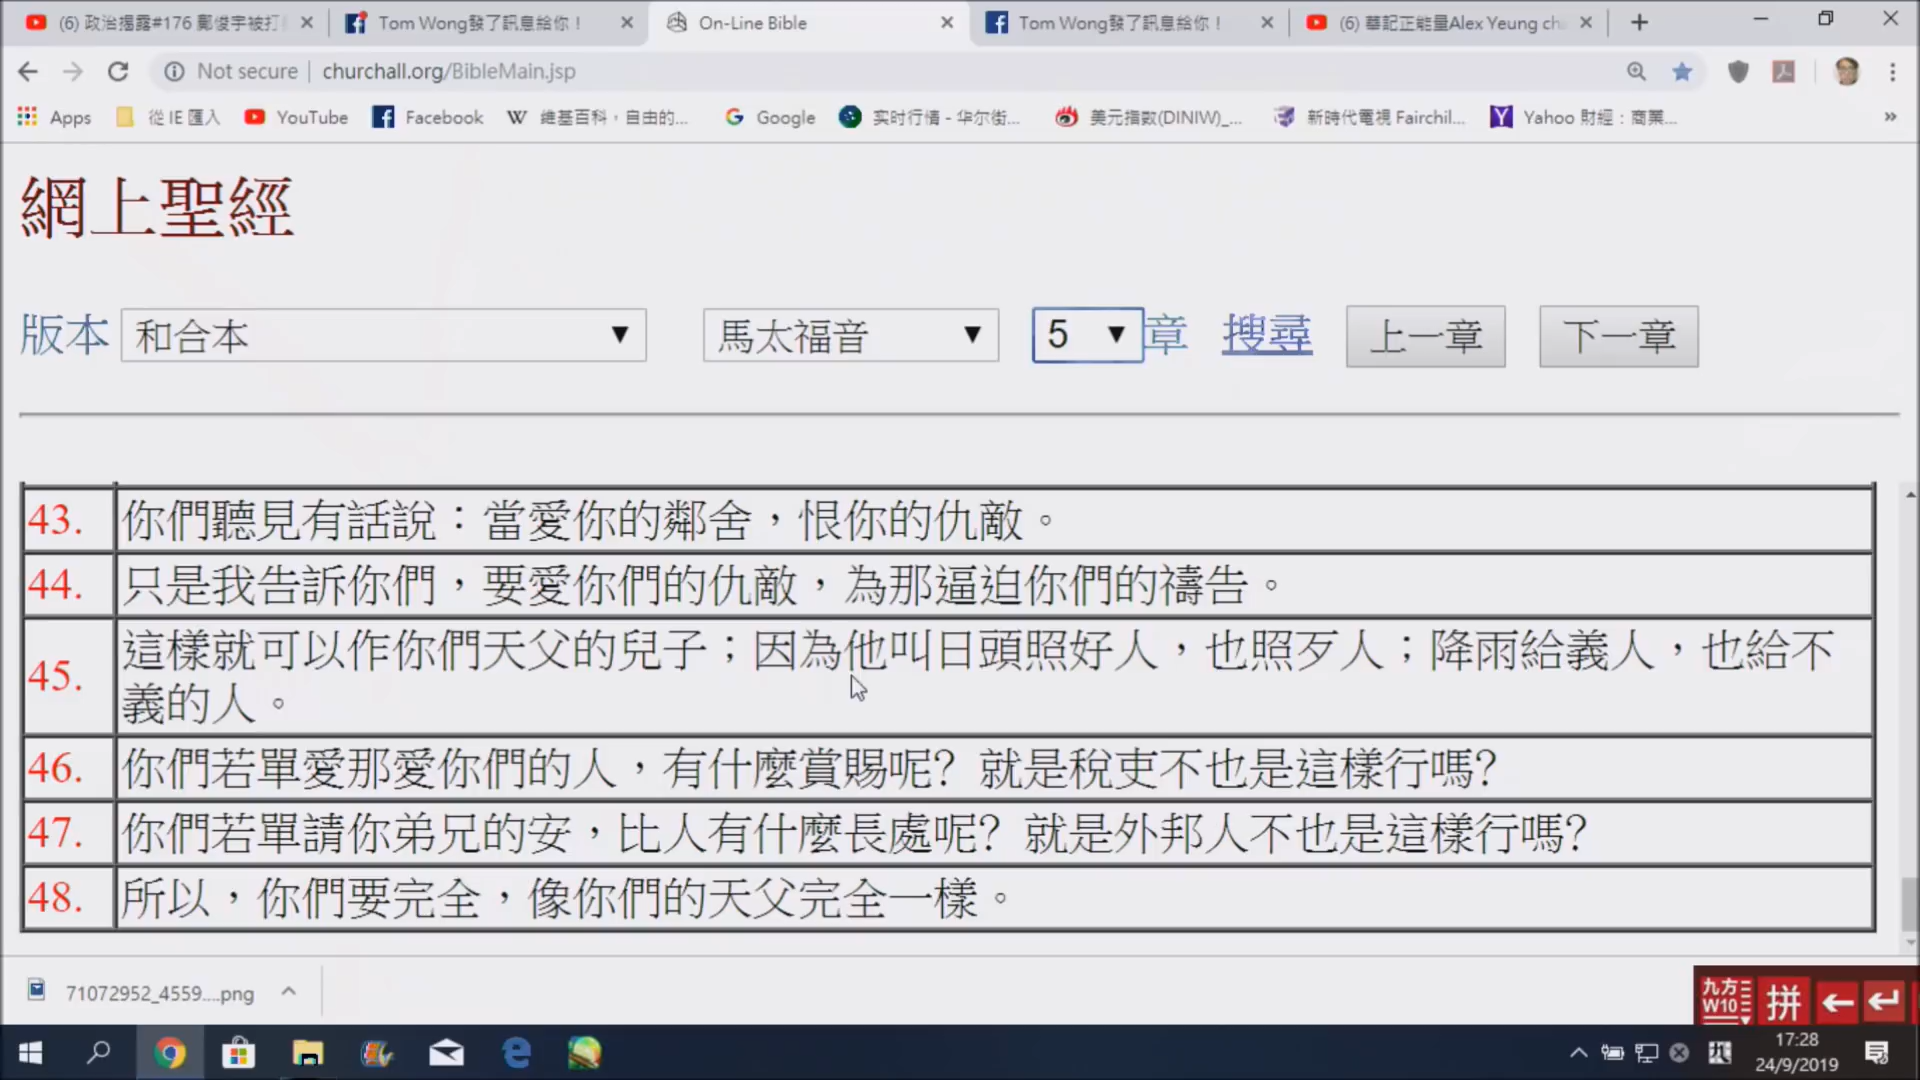 (6) 政治揭露#176 鄭俊宇被打
Tom Wong發了訊息給你！
On-Line Bible
Tom Wong發了訊息給你！
(6) 華記正能量Alex Yeung ch
Not secure | churchall.org/BibleMain.jsp
Apps 從 IE 匯入 YouTube Facebook 維基百科，自由的... Google 实时行情 - 华尔街... 美元指數(DINIW)_... 新時代電視 Fairchil... Yahoo 財經：商業... »
網上聖經
版本 和合本 馬太福音 5 章 搜尋 上一章 下一章
43. 你們聽見有話說：當愛你的鄰舍，恨你的仇敵。
44. 只是我告訴你們，要愛你們的仇敵，為那逼迫你們的禱告。
45. 這樣就可以作你們天父的兒子；因為他叫日頭照好人，也照歹人；降雨給義人，也給不
義的人。
46. 你們若單愛那愛你們的人，有什麼賞賜呢? 就是稅吏不也是這樣行嗎?
47. 你們若單請你弟兄的安，比人有什麼長處呢? 就是外邦人不也是這樣行嗎?
48. 所以，你們要完全，像你們的天父完全一樣。
71072952_4559....png
九方
W10 拼
17:28
24/9/2019